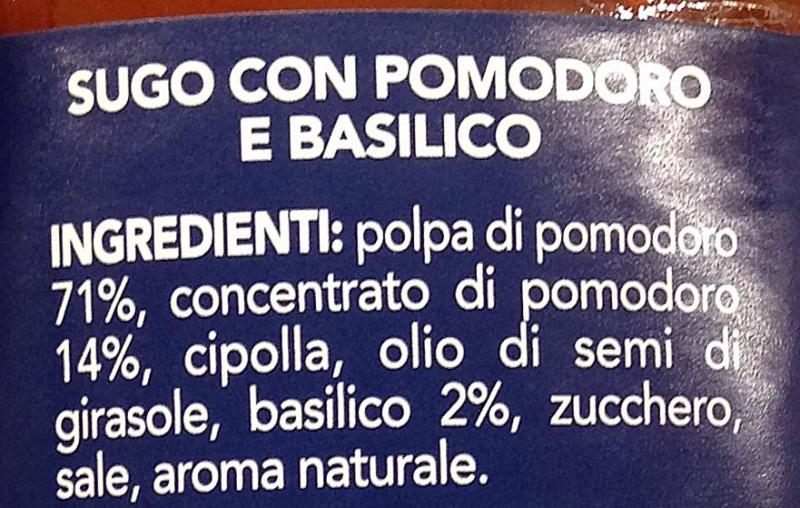 SUGO CON POMODORO
E BASILICO
INGREDIENTI: polpa di pomodoro
71%, concentrato di pomodoro
14%, cipolla, olio di semi di
girasole, basilico 2%, zucchero,
sale, aroma naturale.